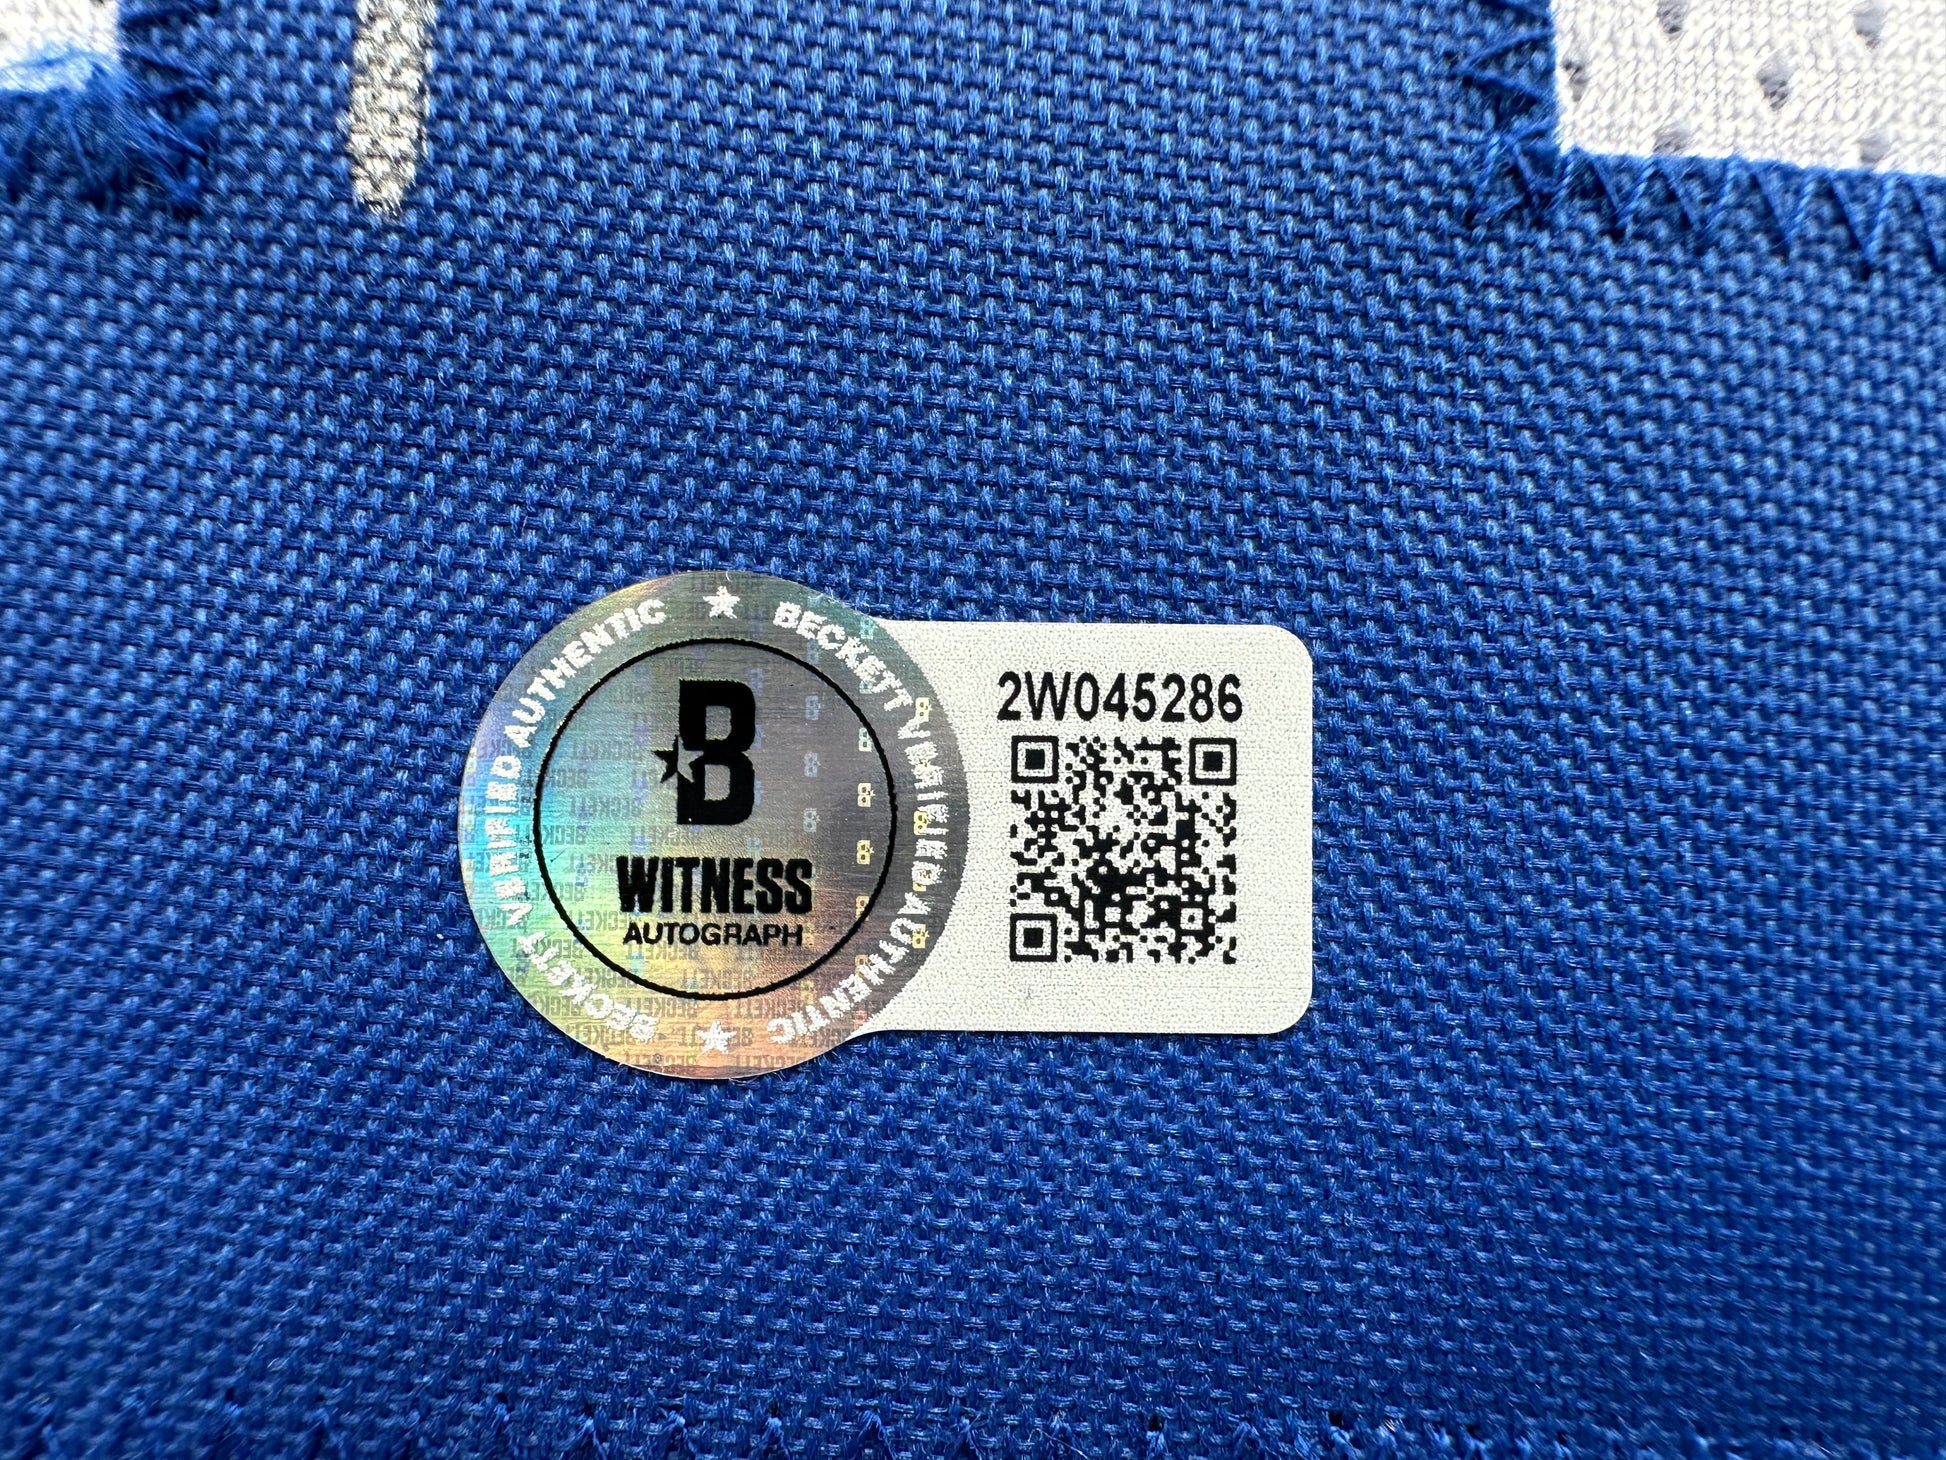 BECKETT VERIFIED AUTHENTIC ★ BECKETT VERIFIED AUTHENTIC ★
B
WITNESS
AUTOGRAPH
2W045286